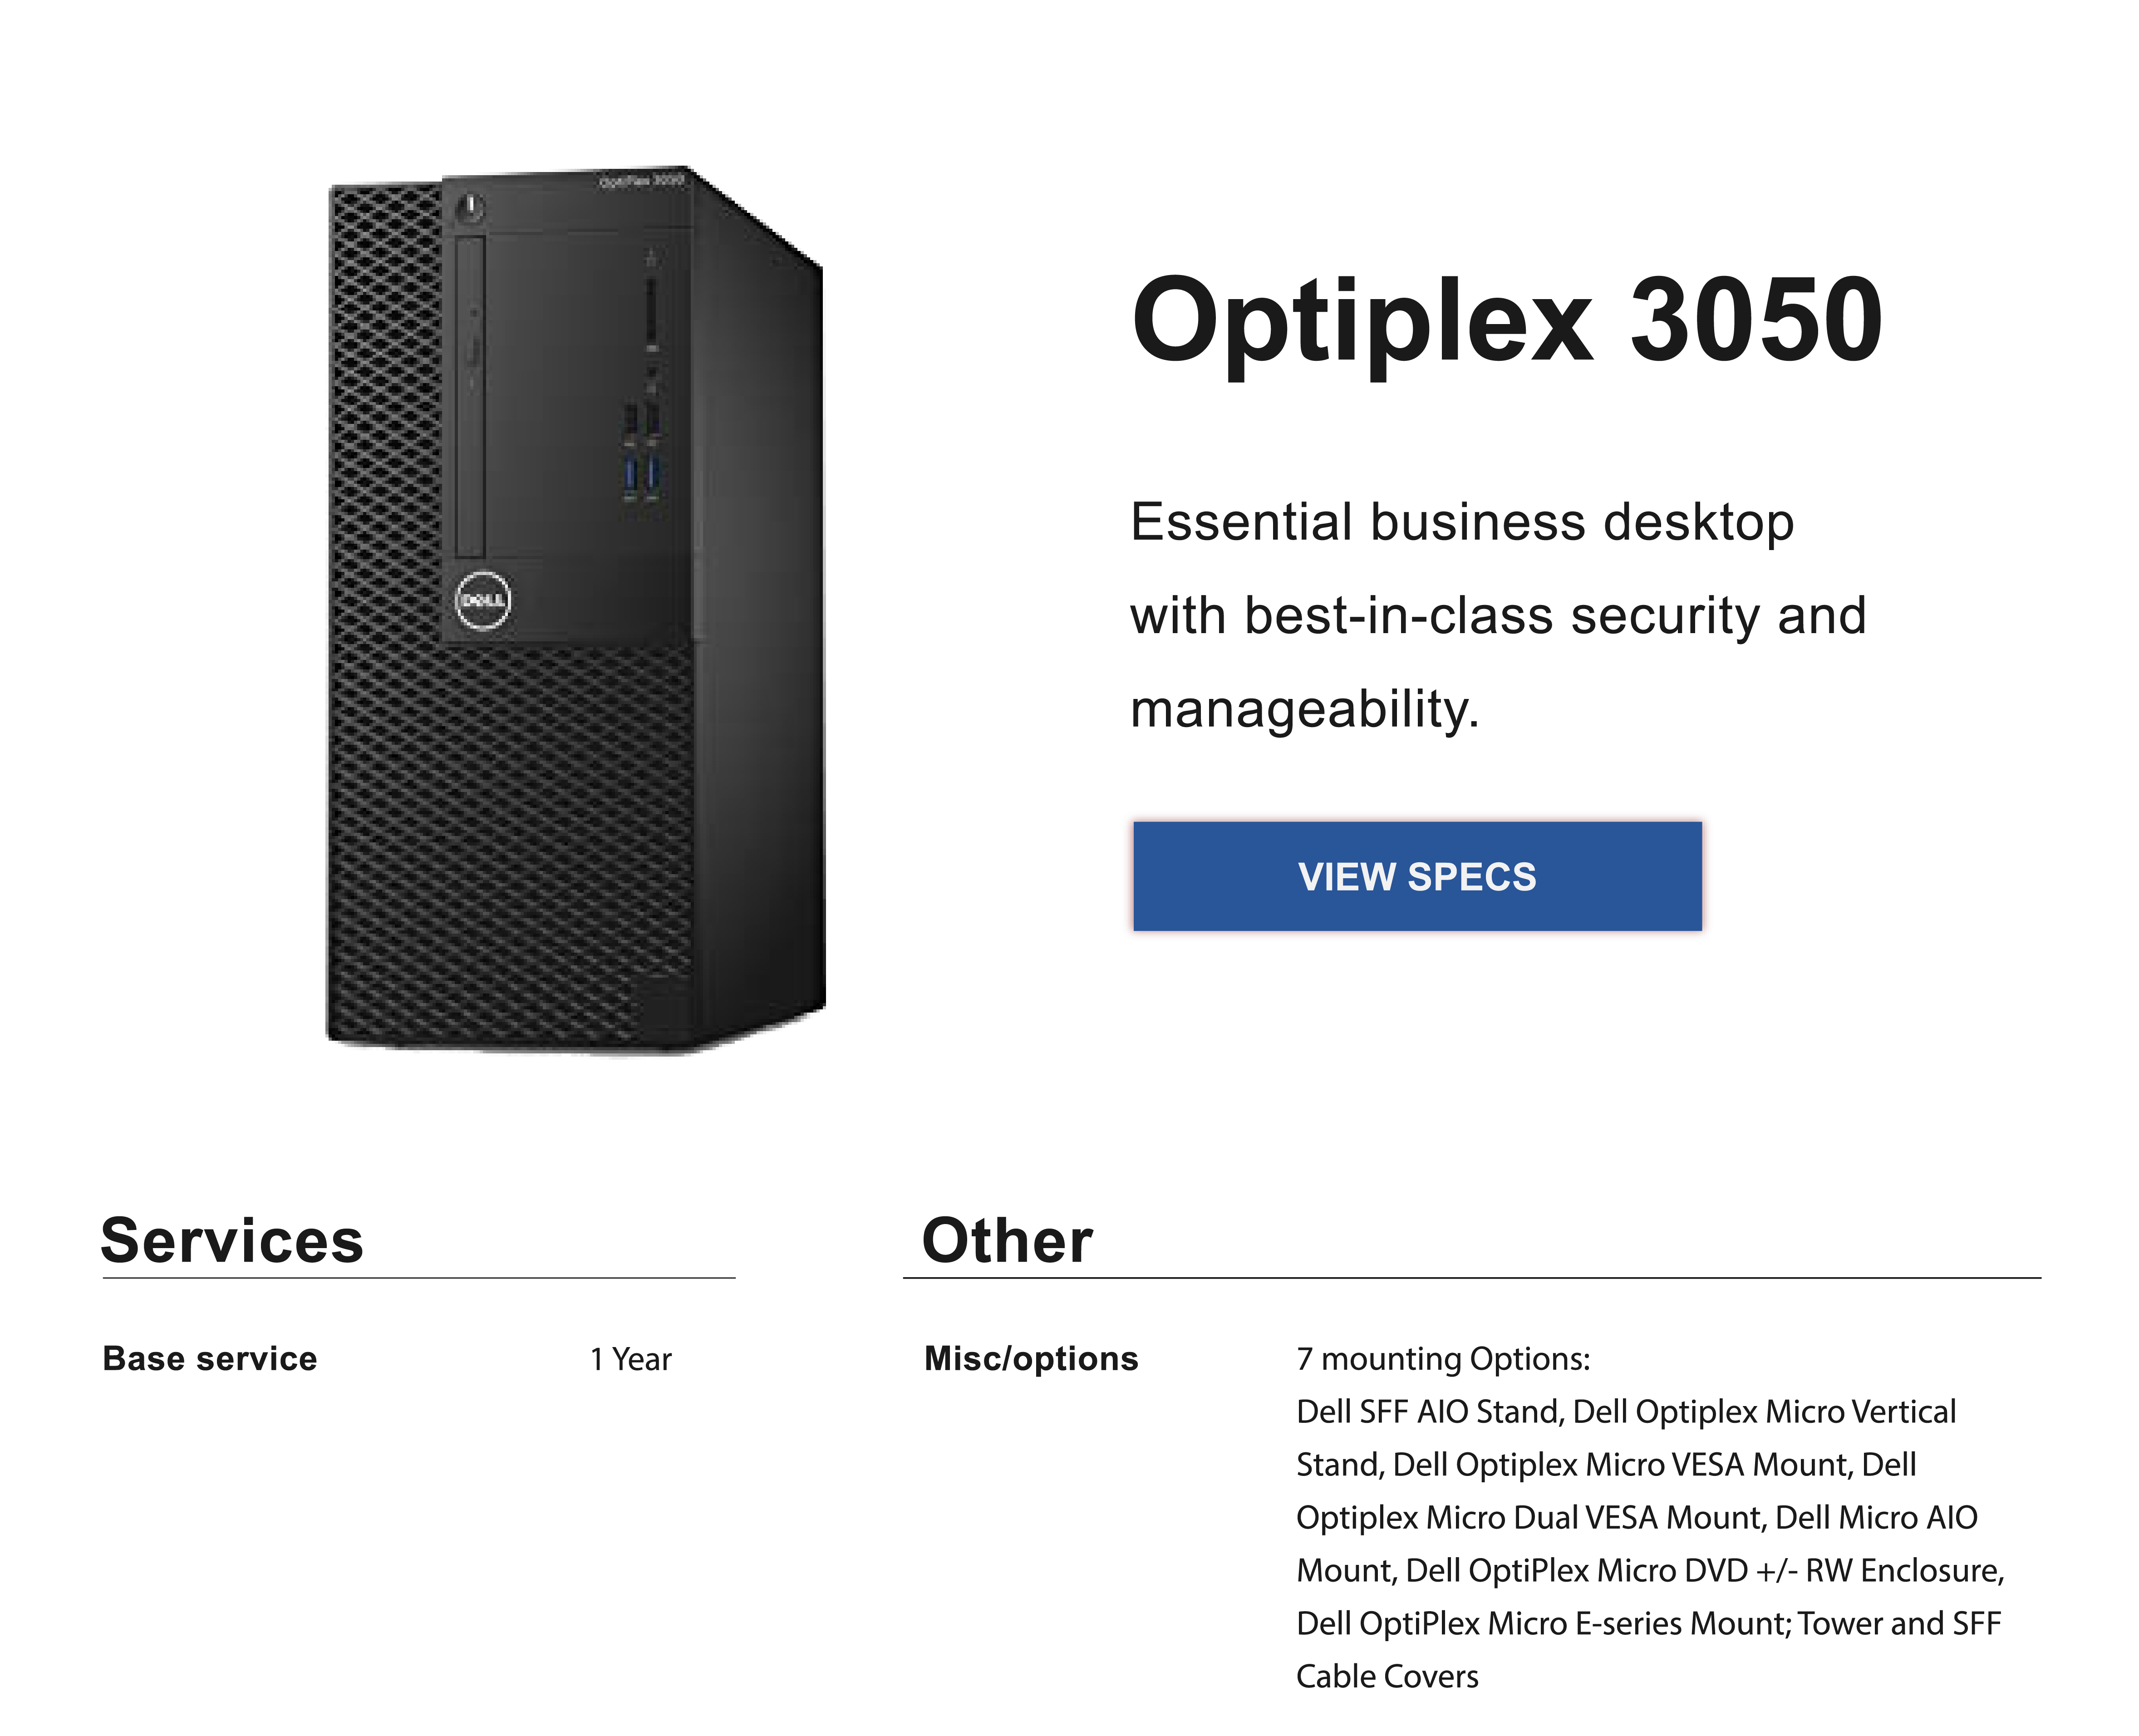 OptiPlex 3050
DELL
Optiplex 3050
Essential business desktop
with best-in-class security and
manageability.
VIEW SPECS
Services
Base service 1 Year
Other
Misc/options 7 mounting Options:
Dell SFF AIO Stand, Dell Optiplex Micro Vertical
Stand, Dell Optiplex Micro VESA Mount, Dell
Optiplex Micro Dual VESA Mount, Dell Micro AIO
Mount, Dell OptiPlex Micro DVD +/- RW Enclosure,
Dell OptiPlex Micro E-series Mount; Tower and SFF
Cable Covers